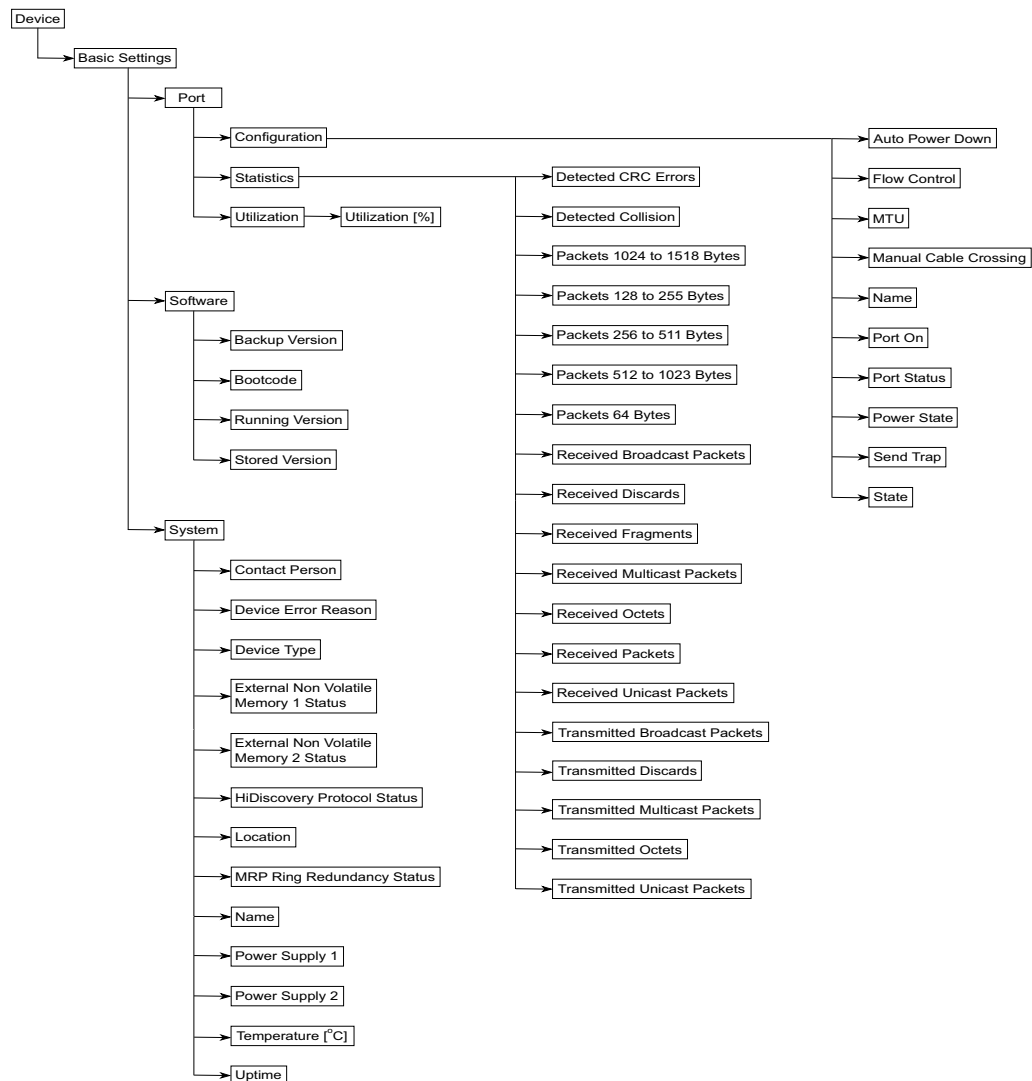 Device
Basic Settings
Port
Configuration
Statistics
Utilization
Utilization [%]
Detected CRC Errors
Detected Collision
Packets 1024 to 1518 Bytes
Packets 128 to 255 Bytes
Packets 256 to 511 Bytes
Packets 512 to 1023 Bytes
Packets 64 Bytes
Received Broadcast Packets
Received Discards
Received Fragments
Received Multicast Packets
Received Octets
Received Packets
Received Unicast Packets
Transmitted Broadcast Packets
Transmitted Discards
Transmitted Multicast Packets
Transmitted Octets
Transmitted Unicast Packets
Auto Power Down
Flow Control
MTU
Manual Cable Crossing
Name
Port On
Port Status
Power State
Send Trap
State
Software
Backup Version
Bootcode
Running Version
Stored Version
System
Contact Person
Device Error Reason
Device Type
External Non Volatile
Memory 1 Status
External Non Volatile
Memory 2 Status
HiDiscovery Protocol Status
Location
MRP Ring Redundancy Status
Name
Power Supply 1
Power Supply 2
Temperature [°C]
Uptime